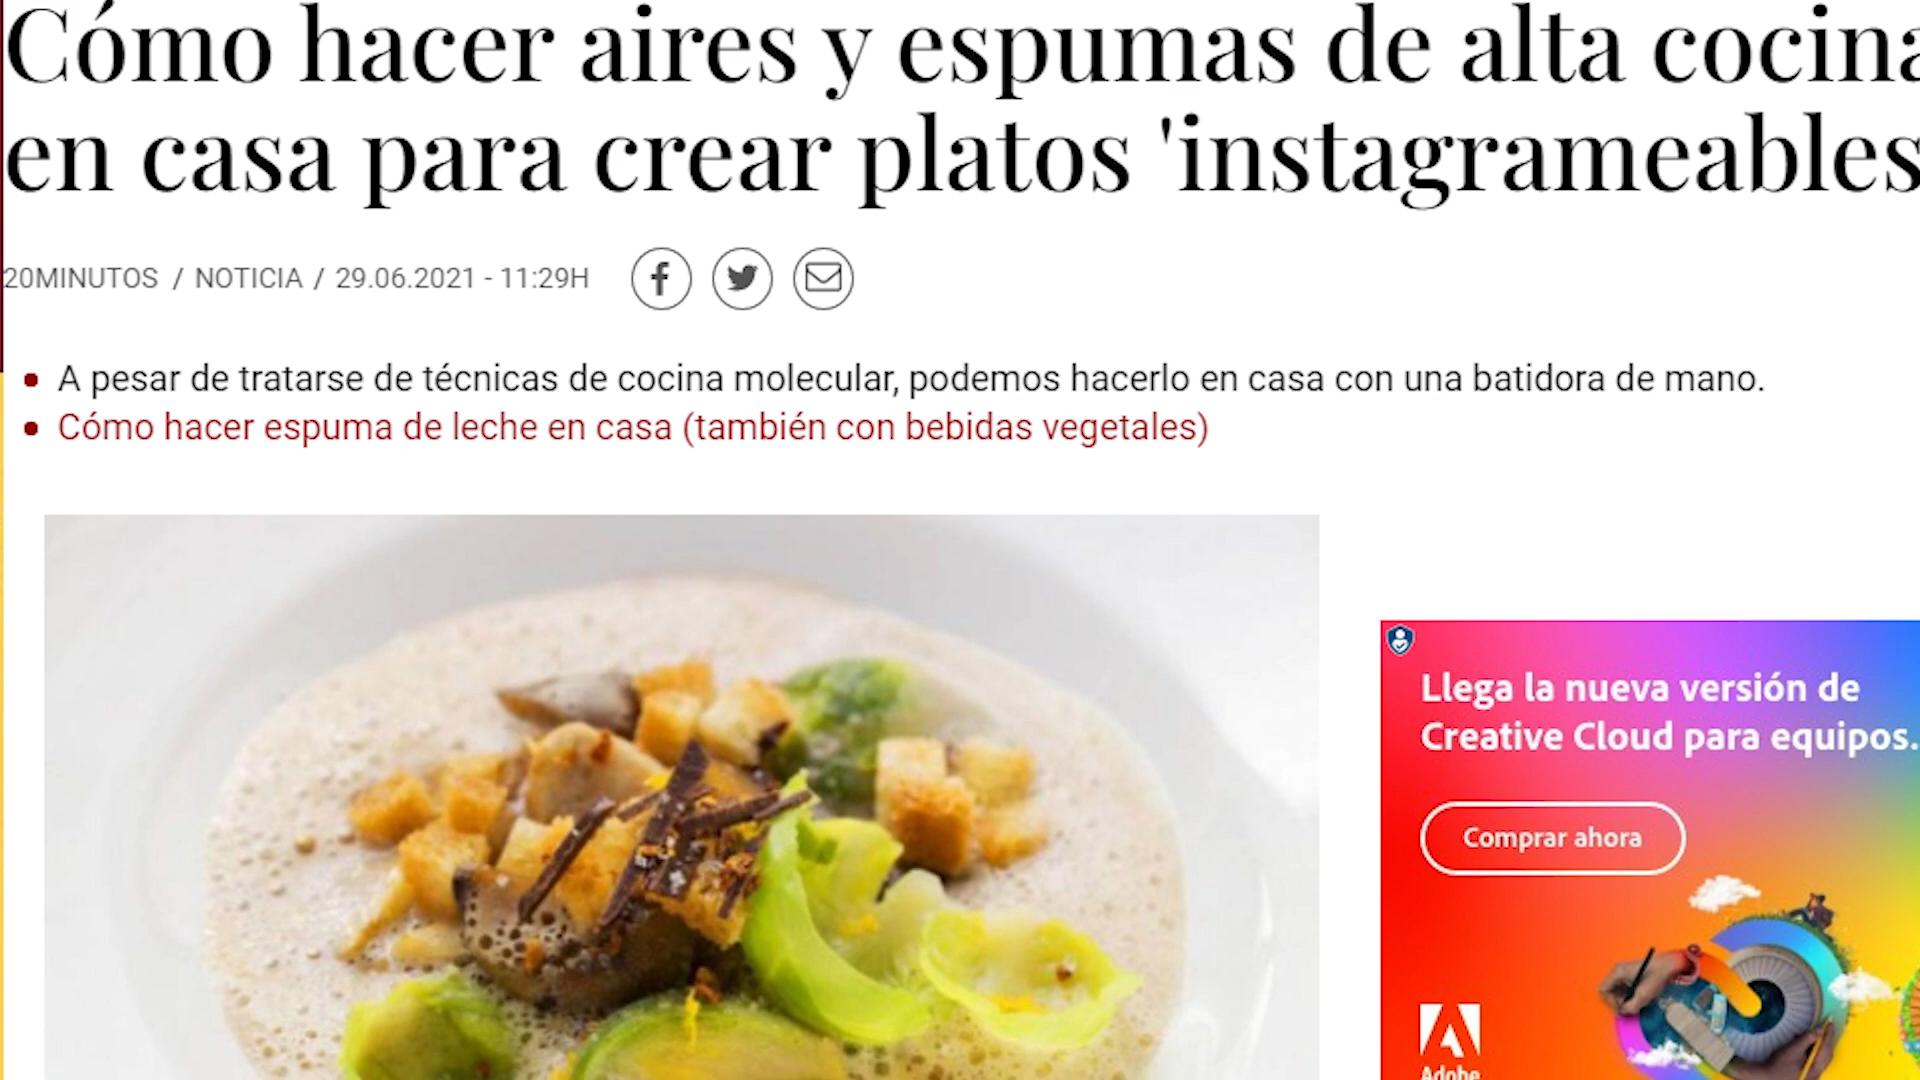 Cómo hacer aires y espumas de alta cocina
en casa para crear platos 'instagrameables
20MINUTOS / NOTICIA / 29.06.2021 - 11:29H
A pesar de tratarse de técnicas de cocina molecular, podemos hacerlo en casa con una batidora de mano.
Cómo hacer espuma de leche en casa (también con bebidas vegetales)
Llega la nueva versión de
Creative Cloud para equipos.
Comprar ahora
Adobe